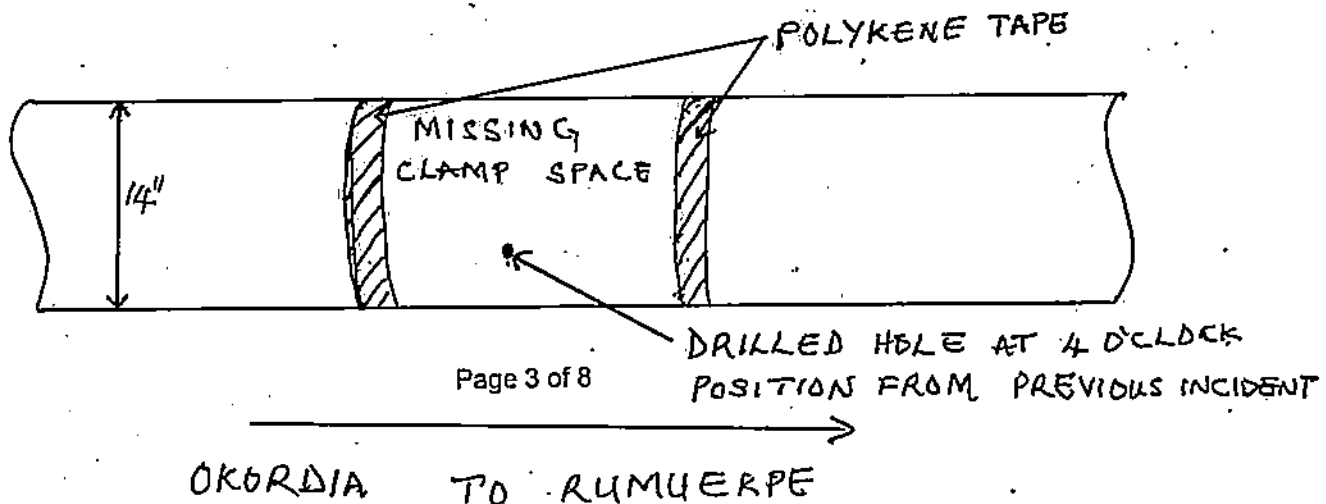 POLYKENE TAPE
MISSING
CLAMP SPACE
14"
DRILLED HOLE AT 4 O'CLOCK
POSITION FROM PREVIOUS INCIDENT
Page 3 of 8
OKORDIA TO RUMUEKPE